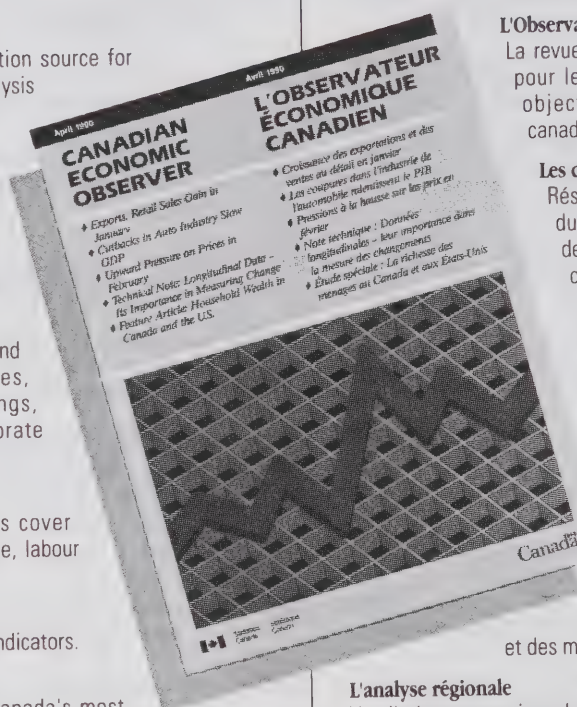 tion source for
ysis
nd
es,
ngs,
orate
s cover
e, labour
ndicators.
anada's most
April 1990
CANADIAN
ECONOMIC
OBSERVER
♦ Exports, Retail Sales Gain in
January
♦ Cutbacks in Auto Industry Slow
GDP
♦ Upward Pressure on Prices in
February
♦ Technical Note: Longitudinal Data -
Its Importance in Measuring Change
♦ Feature Article: Household Wealth in
Canada and the U.S.
Avril 1990
L'OBSERVATEUR
ÉCONOMIQUE
CANADIEN
♦ Croissance des exportations et des
ventes au détail en janvier
♦ Les coupures dans l'industrie de
l'automobile ralentissent le PIB
♦ Pressions à la hausse sur les prix en
février
♦ Note technique : Données
longitudinales - leur importance dans
la mesure des changements
♦ Étude spéciale : La richesse des
ménages au Canada et aux États-Unis
Statistics Canada
Statistique Canada
Canada
L'Observa
La revue
pour le
objec
canad
Les c
Rés
du
de
c
et des m
L'analyse régionale